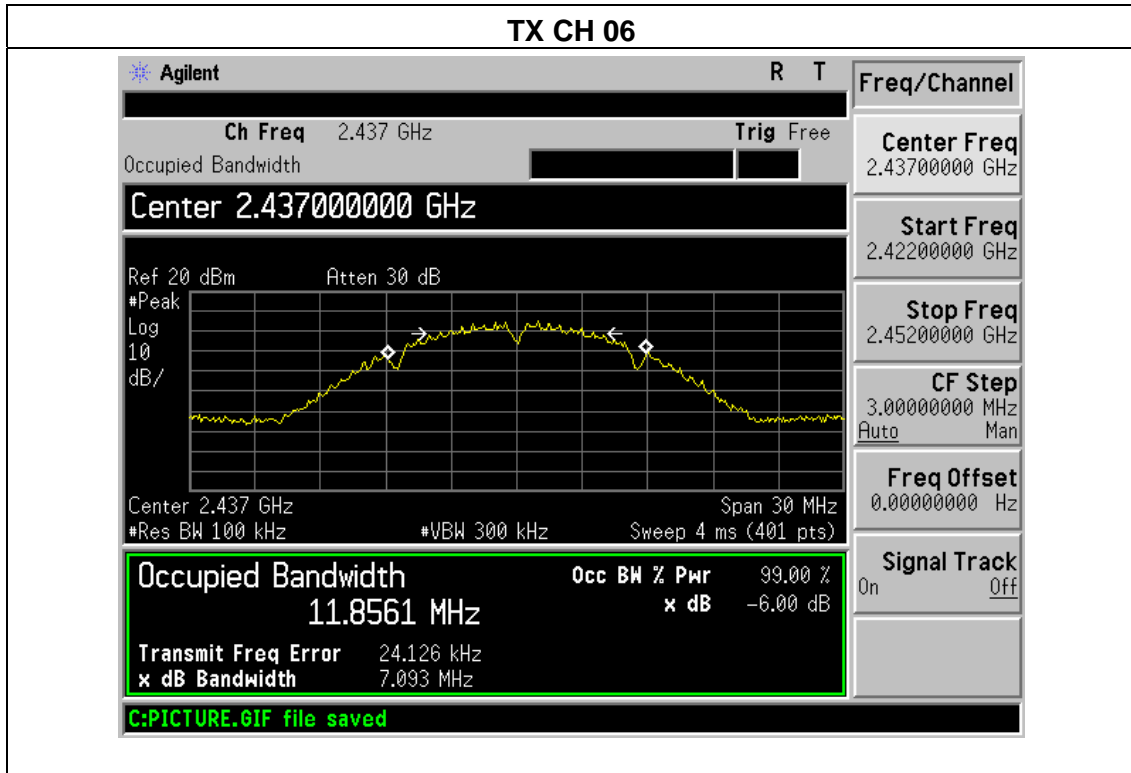 TX CH 06
Agilent R T
Freq/Channel
Ch Freq 2.437 GHz Trig Free
Occupied Bandwidth
Center 2.437000000 GHz
Ref 20 dBm Atten 30 dB
#Peak
Log
10
dB/
Center 2.437 GHz Span 30 MHz
#Res BW 100 kHz #VBW 300 kHz Sweep 4 ms (401 pts)
Occupied Bandwidth Occ BW % Pwr 99.00 %
11.8561 MHz x dB -6.00 dB
Transmit Freq Error 24.126 kHz
x dB Bandwidth 7.093 MHz
C:PICTURE.GIF file saved
Center Freq
2.43700000 GHz
Start Freq
2.42200000 GHz
Stop Freq
2.45200000 GHz
CF Step
3.00000000 MHz
Auto Man
Freq Offset
0.00000000 Hz
Signal Track
On Off